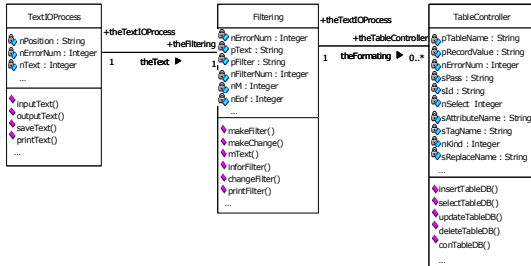 TextIOProcess
nPosition : String
nErrorNum : Integer
nText : Integer
...
inputText()
outputText()
saveText()
printText()
...
+theTextIOProcess
+theFiltering
1
theText
1
Filtering
nErrorNum : Integer
pText : String
pFilter : String
nFilterNum : Integer
nM : Integer
nEof : Integer
...
makeFilter()
makeChange()
mText()
inforFilter()
changeFilter()
printFilter()
...
+theTextIOProcess
+theTableController
1
theFormating
0..*
TableController
pTableName : String
pRecordValue : String
nErrorNum : Integer
sPass : String
sId : String
nSelect Integer
sAttributeName : String
sTagName : String
nKind : Integer
sReplaceName : String
...
insertTableDB()
selectTableDB()
updateTableDB()
deleteTableDB()
conTableDB()
...